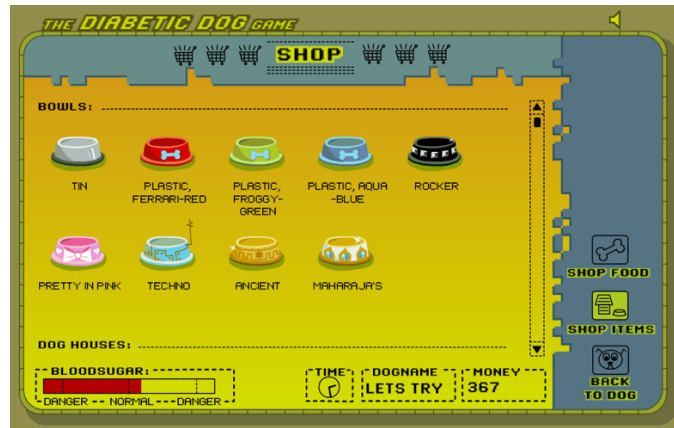 THE DIABETIC DOG GAME
SHOP
BOWLS:
TIN
PLASTIC,
FERRARI-RED
PLASTIC,
FROGGY-
GREEN
PLASTIC, AQUA
-BLUE
ROCKER
PRETTY IN PINK
TECHNO
ANCIENT
MAHARAJA'S
SHOP FOOD
SHOP ITEMS
BACK
TO DOG
DOG HOUSES:
BLOODSUGAR:
DANGER -- NORMAL ---DANGER
TIME
DOGNAME
LETS TRY
MONEY
367